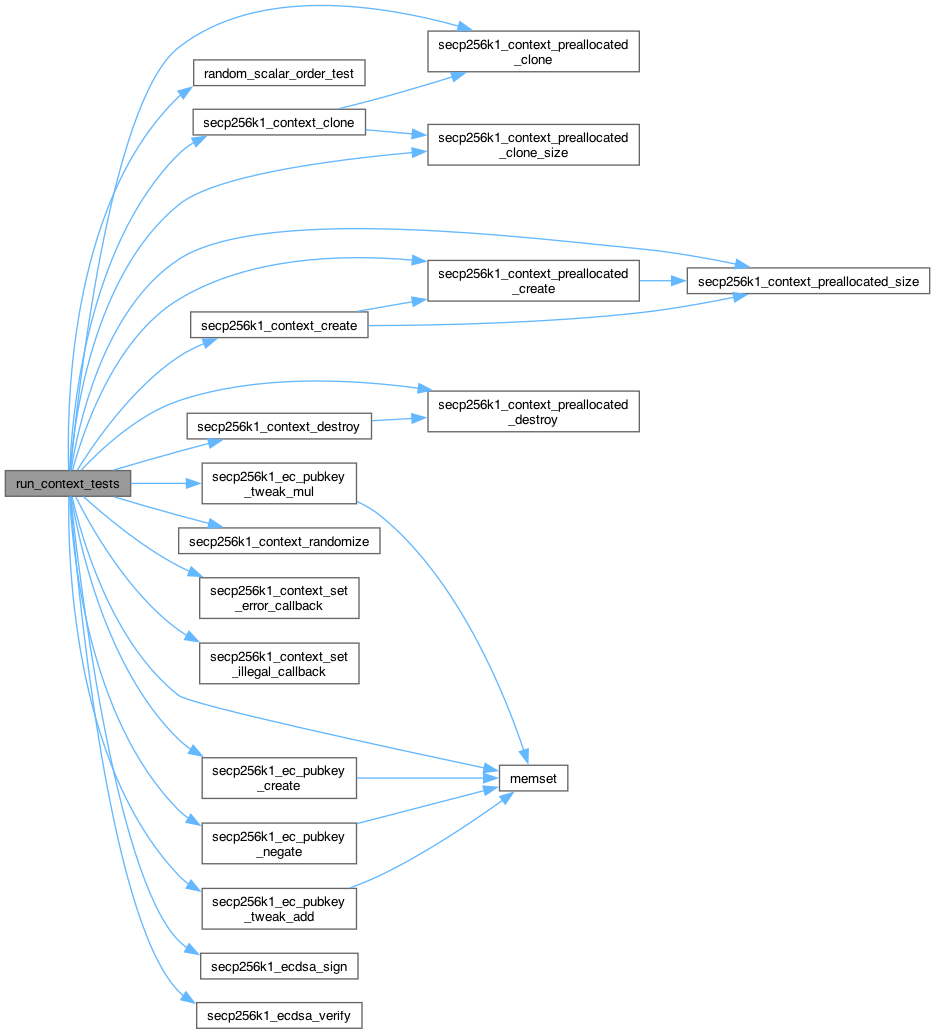 secp256k1_context_preallocated
_clone
random_scalar_order_test
secp256k1_context_clone
secp256k1_context_preallocated
_clone_size
secp256k1_context_preallocated
_create
secp256k1_context_preallocated_size
secp256k1_context_create
secp256k1_context_preallocated
_destroy
secp256k1_context_destroy
run_context_tests
secp256k1_ec_pubkey
_tweak_mul
secp256k1_context_randomize
secp256k1_context_set
_error_callback
secp256k1_context_set
_illegal_callback
secp256k1_ec_pubkey
_create
memset
secp256k1_ec_pubkey
_negate
secp256k1_ec_pubkey
_tweak_add
secp256k1_ecdsa_sign
secp256k1_ecdsa_verify